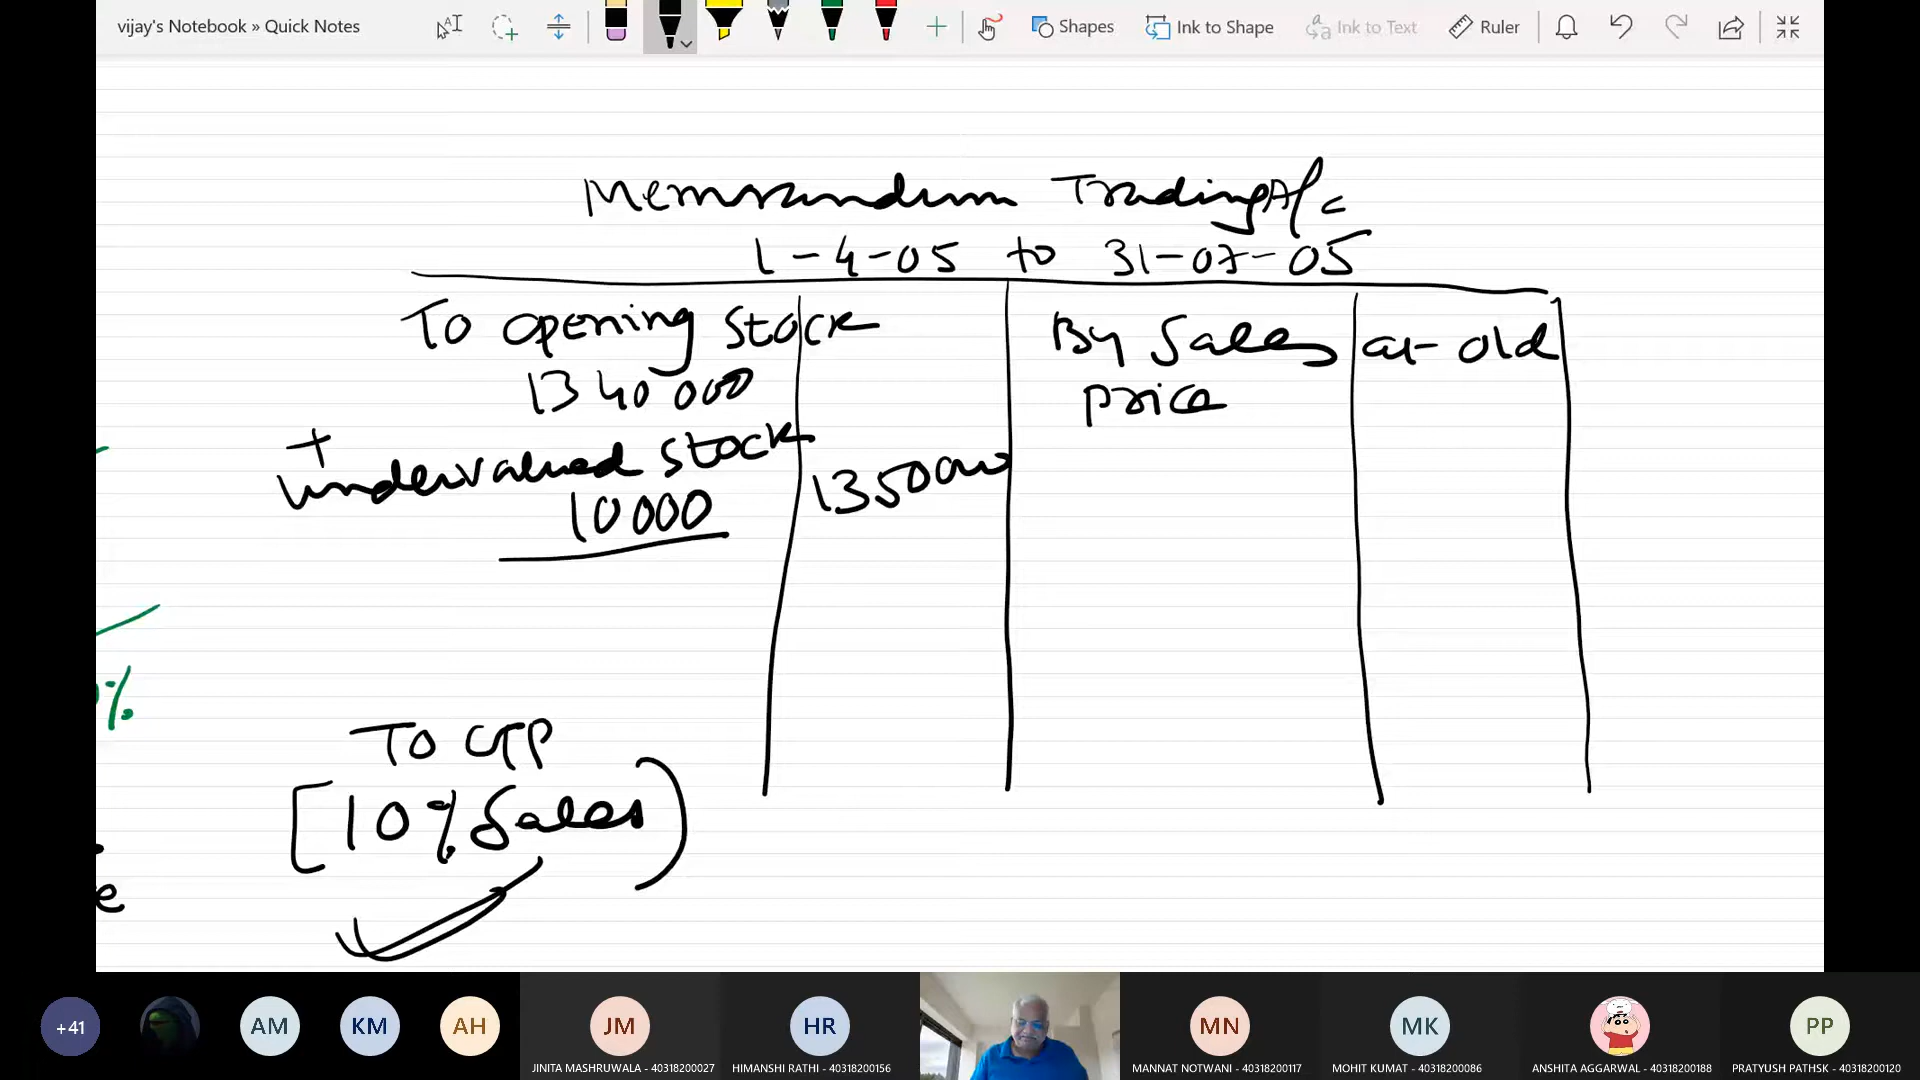 vijay's Notebook » Quick Notes
Shapes
Ink to Shape
Ink to Text
Ruler
Memorandum Trading A/c
1-4-05 to 31-07-05
To opening stock
1340000
+
undervalued stock
10000
1350000
By Sales at old
price
%
To GP
[10% Sales)
e
+41
AM
KM
AH
JM
HR
MN
MK
PP
JINITA MASHRUWALA - 40318200027
HIMANSHI RATHI - 40318200156
MANNAT NOTWANI - 40318200117
MOHIT KUMAT - 40318200086
ANSHITA AGGARWAL - 40318200188
PRATYUSH PATHSK - 40318200120